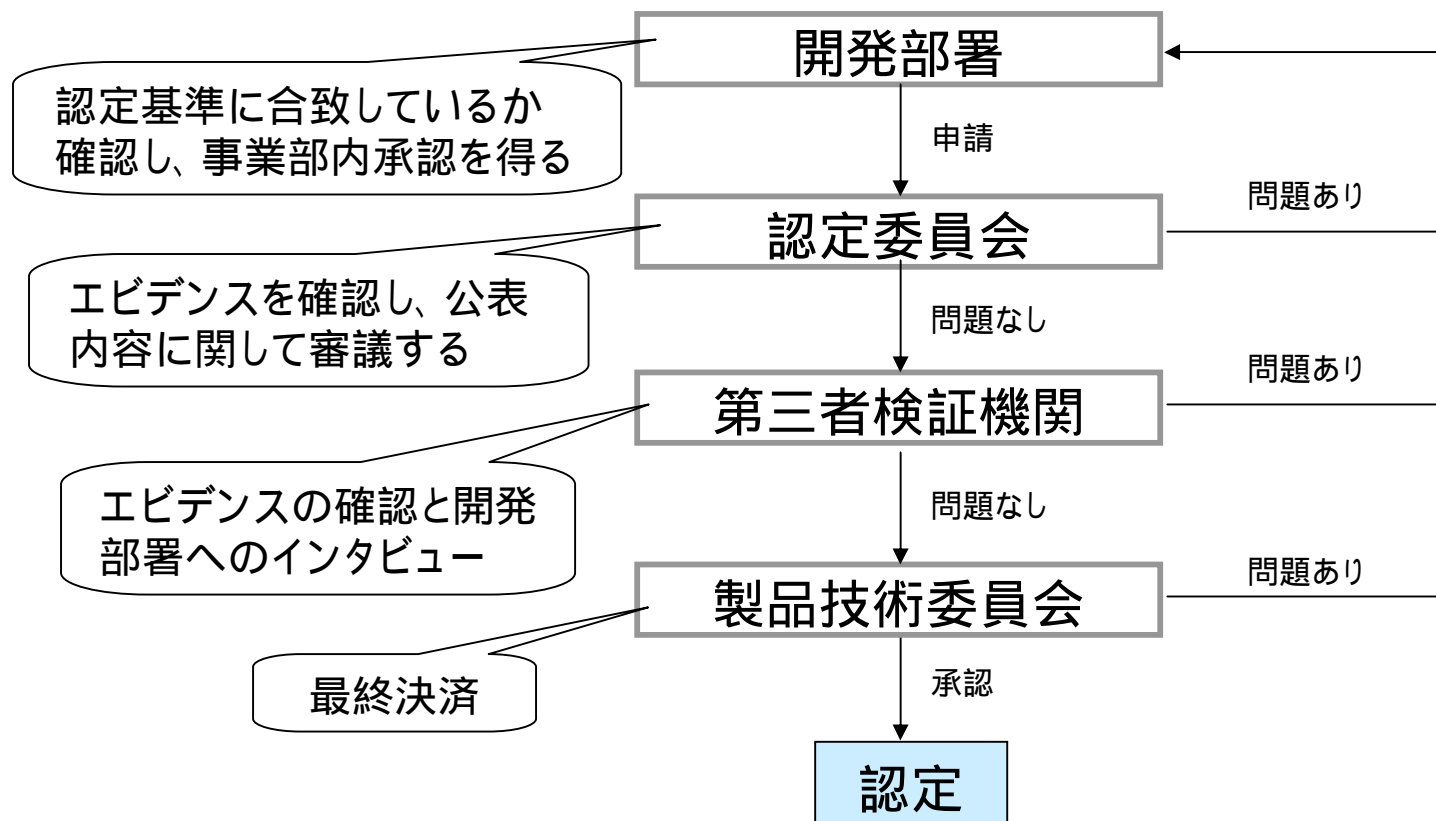 開発部署
認定基準に合致しているか
確認し、事業部内承認を得る
申請
認定委員会
問題あり
エビデンスを確認し、公表
内容に関して審議する
問題なし
第三者検証機関
問題あり
エビデンスの確認と開発
部署へのインタビュー
問題なし
製品技術委員会
問題あり
最終決済
承認
認定